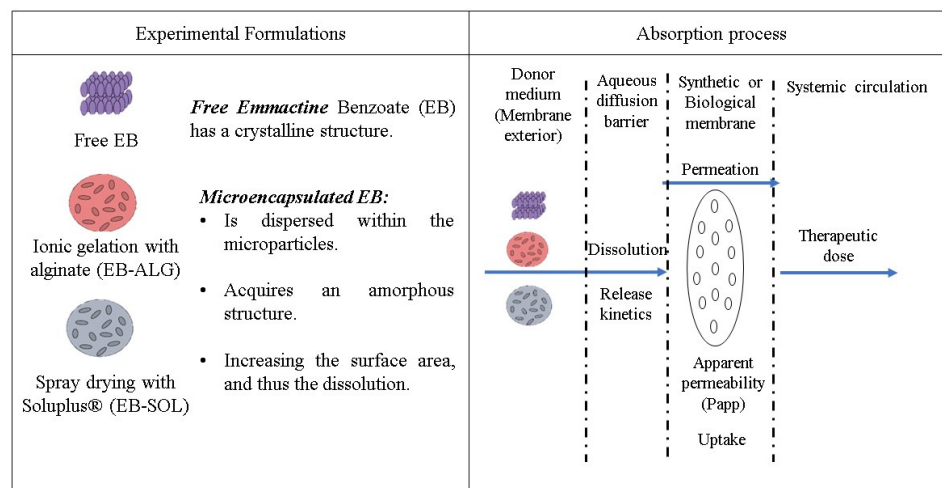 Experimental Formulations
Free EB
Free Emmactine Benzoate (EB)
has a crystalline structure.
Ionic gelation with
alginate (EB-ALG)
Spray drying with
Soluplus® (EB-SOL)
Microencapsulated EB:
• Is dispersed within the
microparticles.
• Acquires an amorphous
structure.
• Increasing the surface area,
and thus the dissolution.
Absorption process
Donor
medium
(Membrane
exterior)
Aqueous
diffusion
barrier
Synthetic or
Biological
membrane
Systemic circulation
Permeation
Dissolution
Release
kinetics
Therapeutic
dose
Apparent
permeability
(Papp)
Uptake